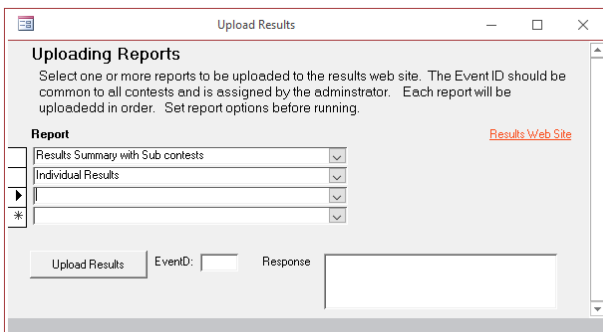 Upload Results
Uploading Reports
Select one or more reports to be uploaded to the results web site. The Event ID should be
common to all contests and is assigned by the adminstrator. Each report will be
uploadedd in order. Set report options before running.
Report
Results Web Site
Results Summary with Sub contests
Individual Results
Upload Results EventD: Response